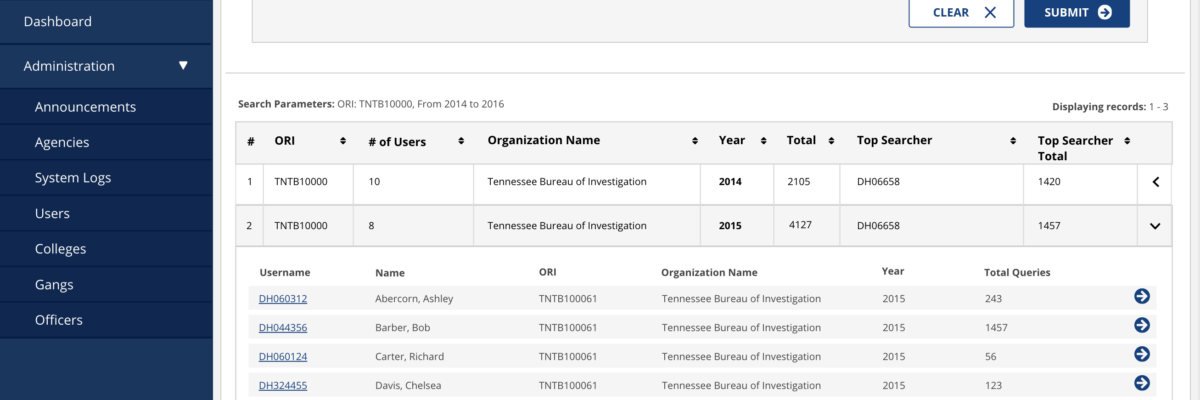 Dashboard
Administration
Announcements
Agencies
System Logs
Users
Colleges
Gangs
Officers
CLEAR
SUBMIT
Search Parameters: ORI: TNTB10000, From 2014 to 2016
Displaying records: 1 - 3
# ORI # of Users Organization Name Year Total Top Searcher Top Searcher Total
1 TNTB10000 10 Tennessee Bureau of Investigation 2014 2105 DH06658 1420
2 TNTB10000 8 Tennessee Bureau of Investigation 2015 4127 DH06658 1457
Username Name ORI Organization Name Year Total Queries
DH060312 Abercorn, Ashley TNTB100061 Tennessee Bureau of Investigation 2015 243
DH044356 Barber, Bob TNTB100061 Tennessee Bureau of Investigation 2015 1457
DH060124 Carter, Richard TNTB100061 Tennessee Bureau of Investigation 2015 56
DH324455 Davis, Chelsea TNTB100061 Tennessee Bureau of Investigation 2015 123